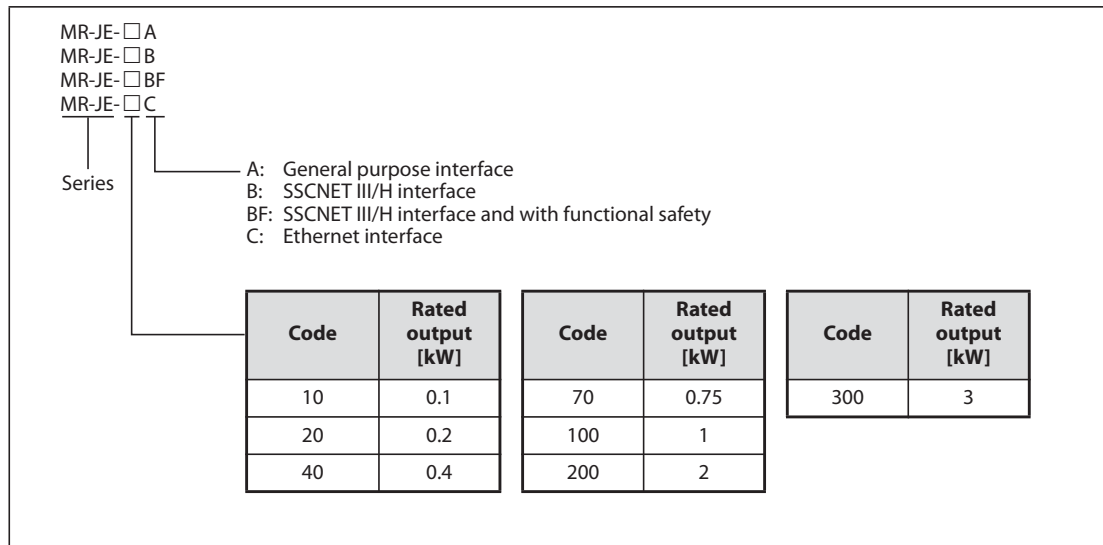 MR-JE-□A
MR-JE-□B
MR-JE-□BF
MR-JE-□C
Series
A: General purpose interface
B: SSCNET III/H interface
BF: SSCNET III/H interface and with functional safety
C: Ethernet interface
Code Rated output [kW]
10 0.1
20 0.2
40 0.4
Code Rated output [kW]
70 0.75
100 1
200 2
Code Rated output [kW]
300 3